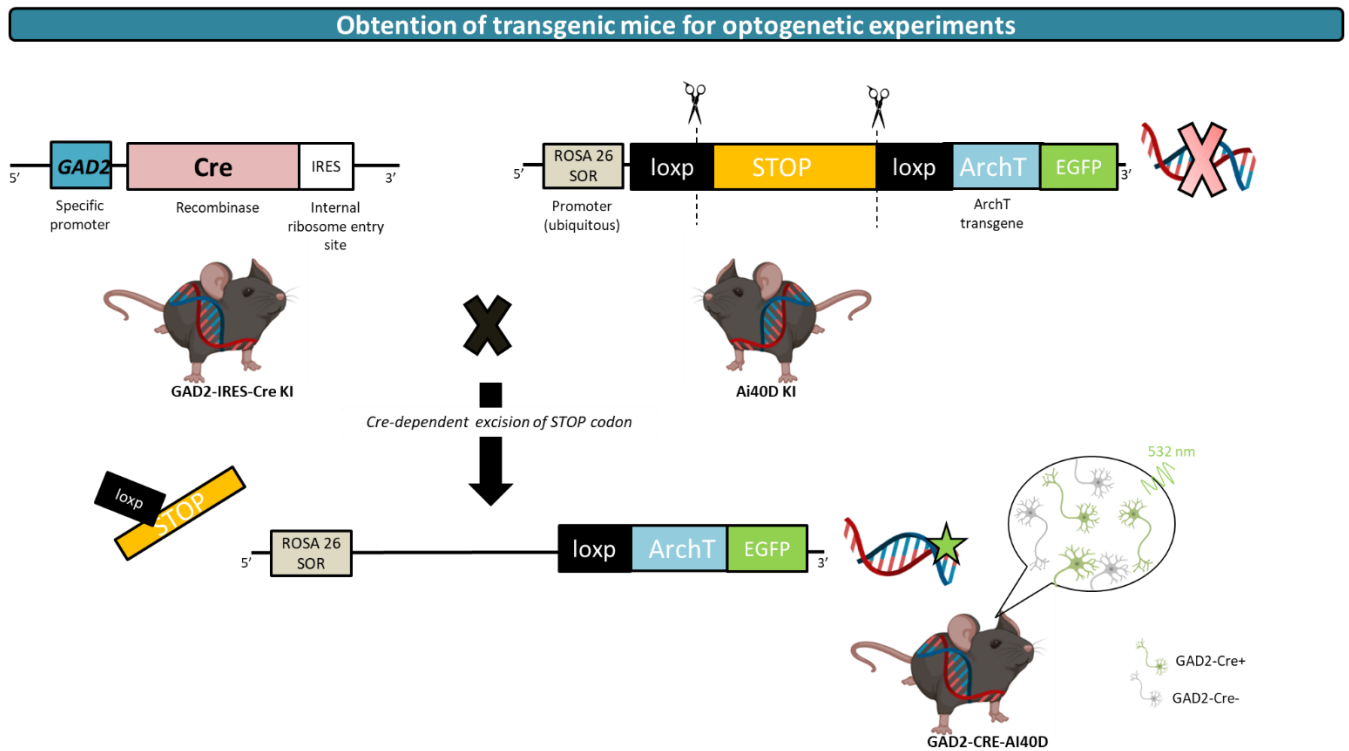 Obtention of transgenic mice for optogenetic experiments
5’
GAD2
Cre
IRES
3’
Specific
promoter
Recombinase
Internal
ribosome entry
site
5’
ROSA 26
SOR
loxp
STOP
loxp
ArchT
EGFP
3’
Promoter
(ubiquitous)
ArchT
transgene
GAD2-IRES-Cre KI
Ai40D KI
Cre-dependent excision of STOP codon
loxp
STOP
5’
ROSA 26
SOR
loxp
ArchT
EGFP
3’
532 nm
GAD2-Cre+
GAD2-Cre-
GAD2-CRE-AI40D